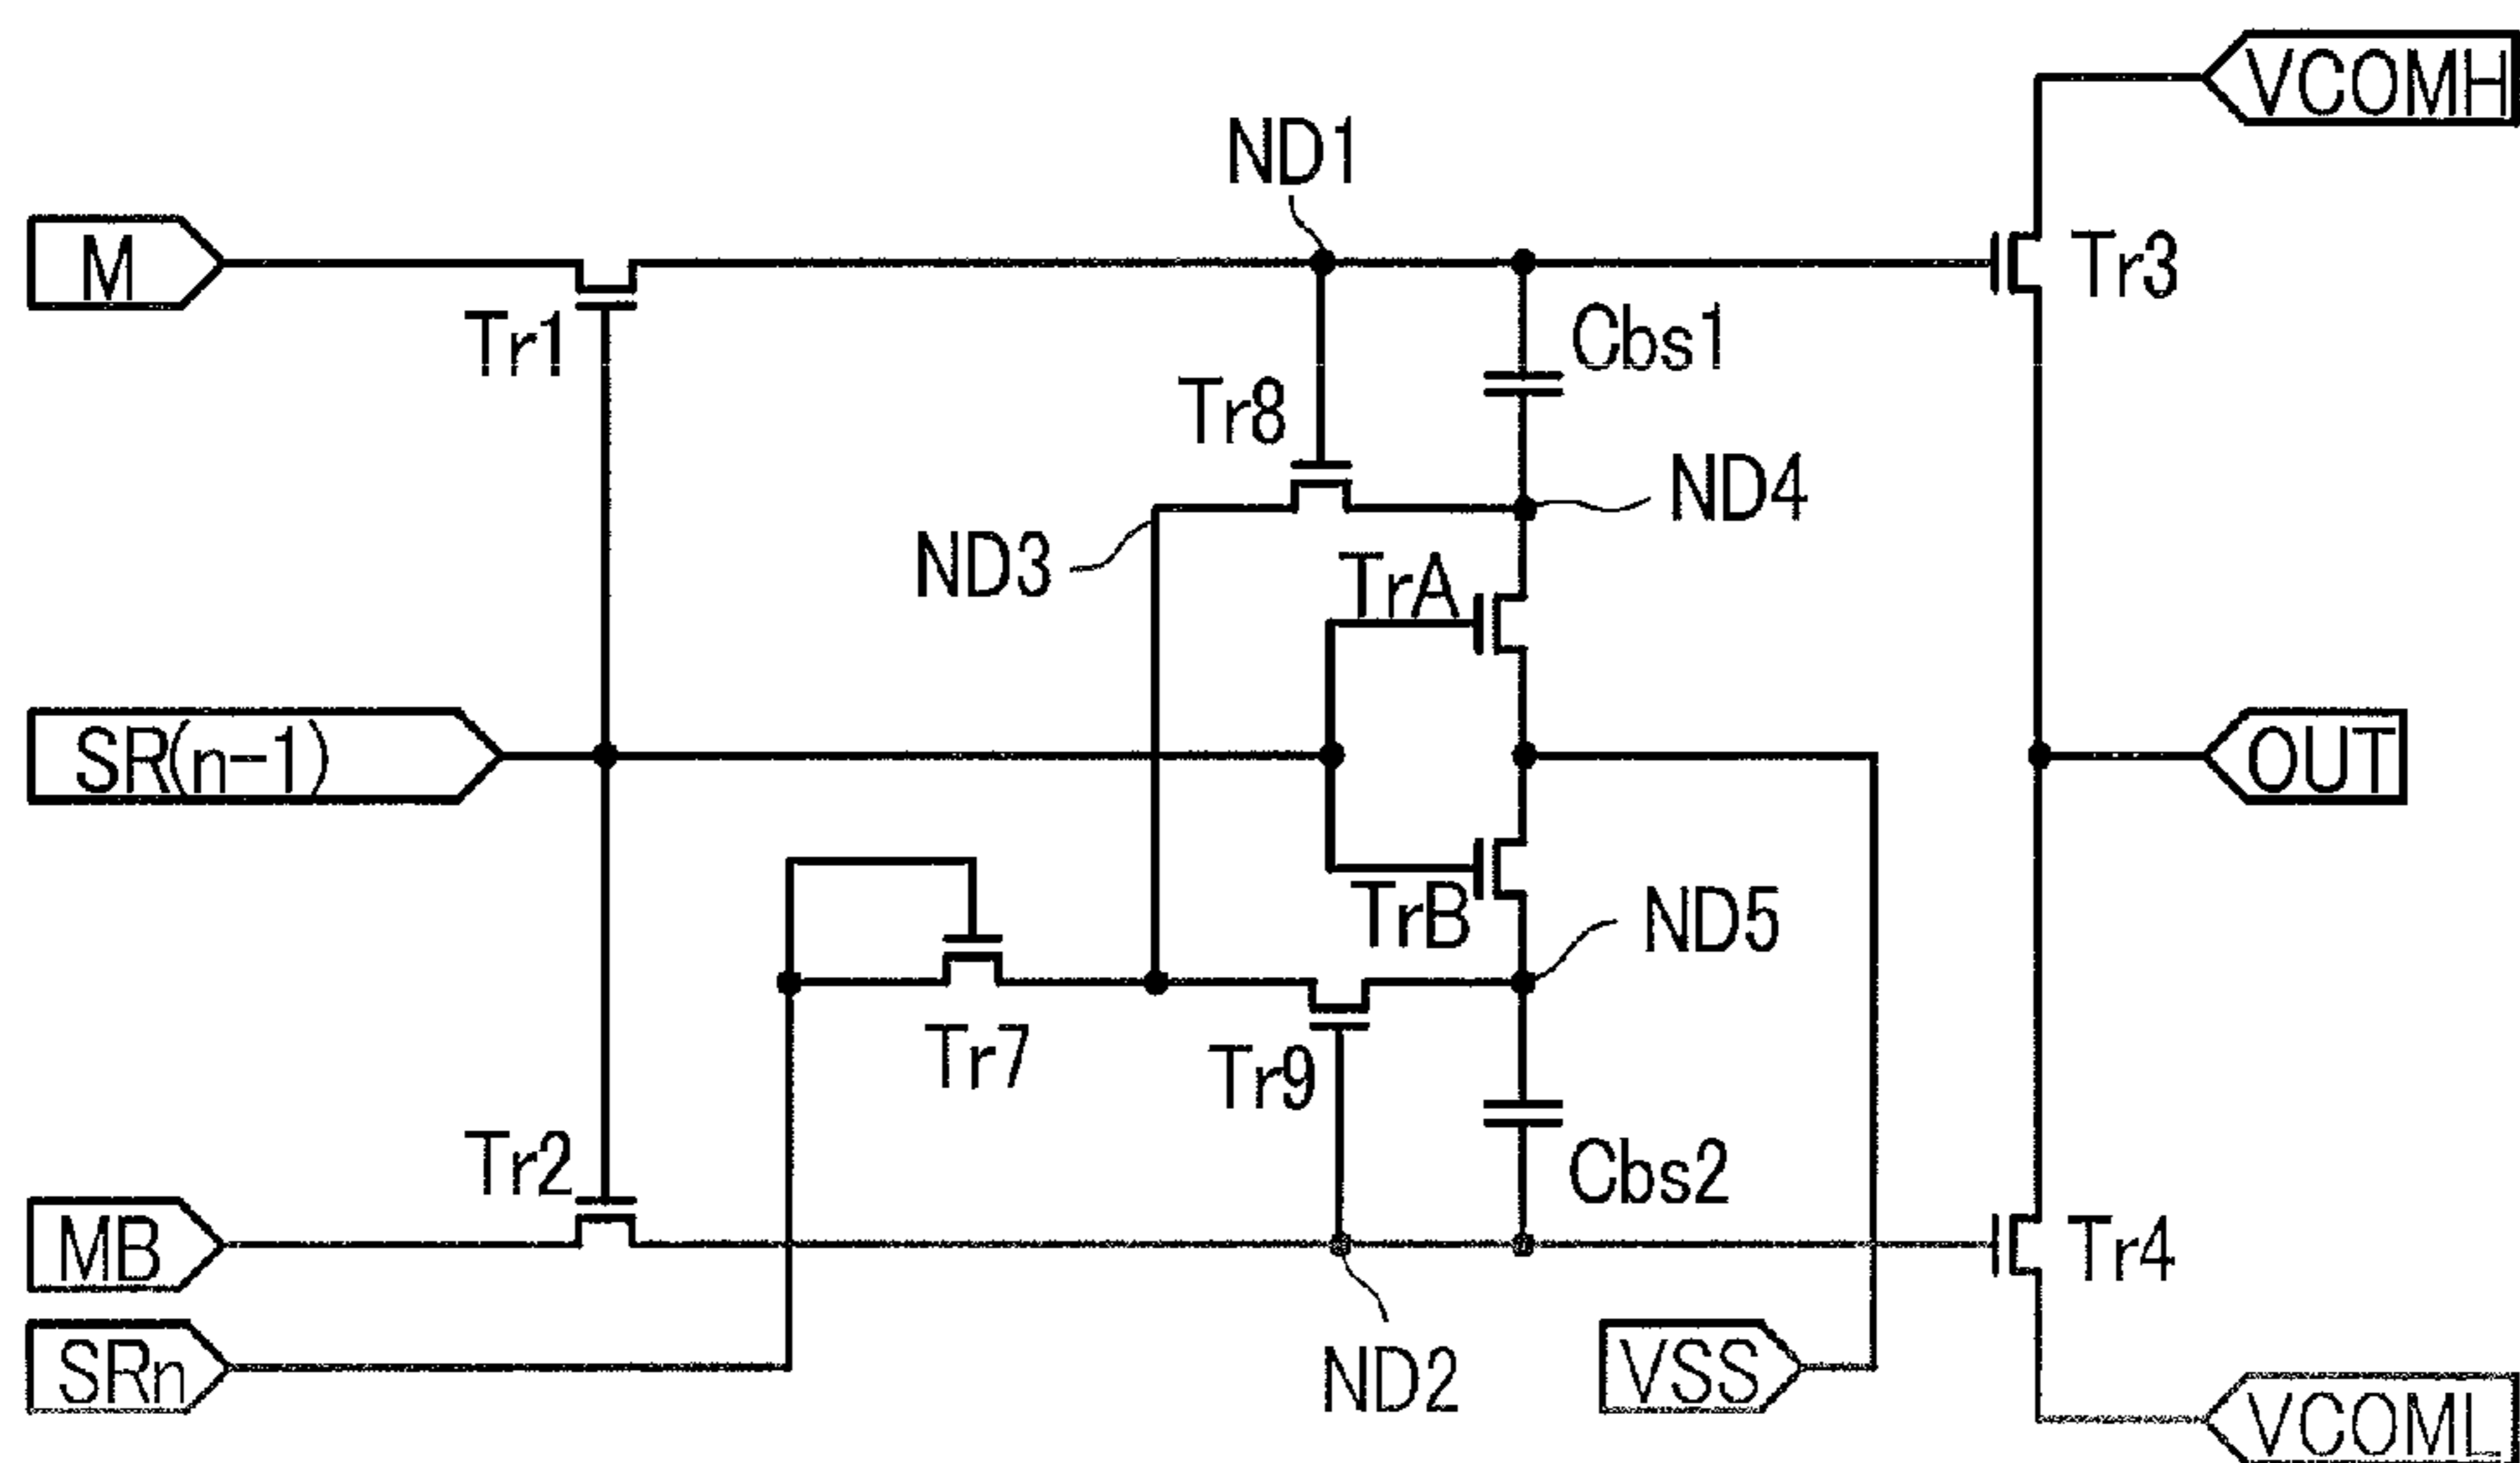 VCOMH
ND1
M
Tr3
Tr1
Cbs1
Tr8
ND4
ND3
TrA
SR(n-1)
OUT
TrB
ND5
Tr7
Tr9
Tr2
Cbs2
MB
Tr4
SRn
ND2
VSS
VCOML